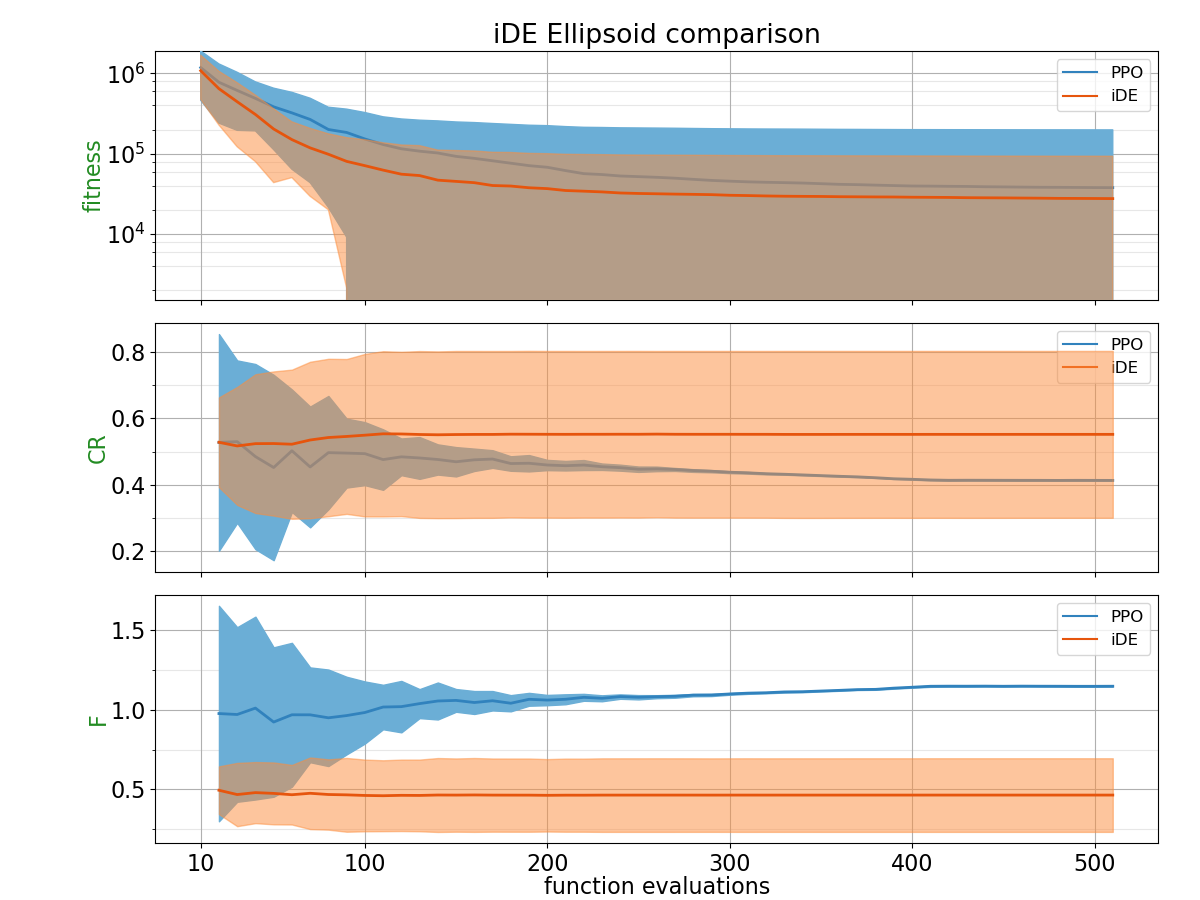 iDE Ellipsoid comparison
fitness
10⁶
10⁵
10⁴
PPO
iDE
CR
0.8
0.6
0.4
0.2
PPO
iDE
F
1.5
1.0
0.5
PPO
iDE
10 100 200 300 400 500
function evaluations